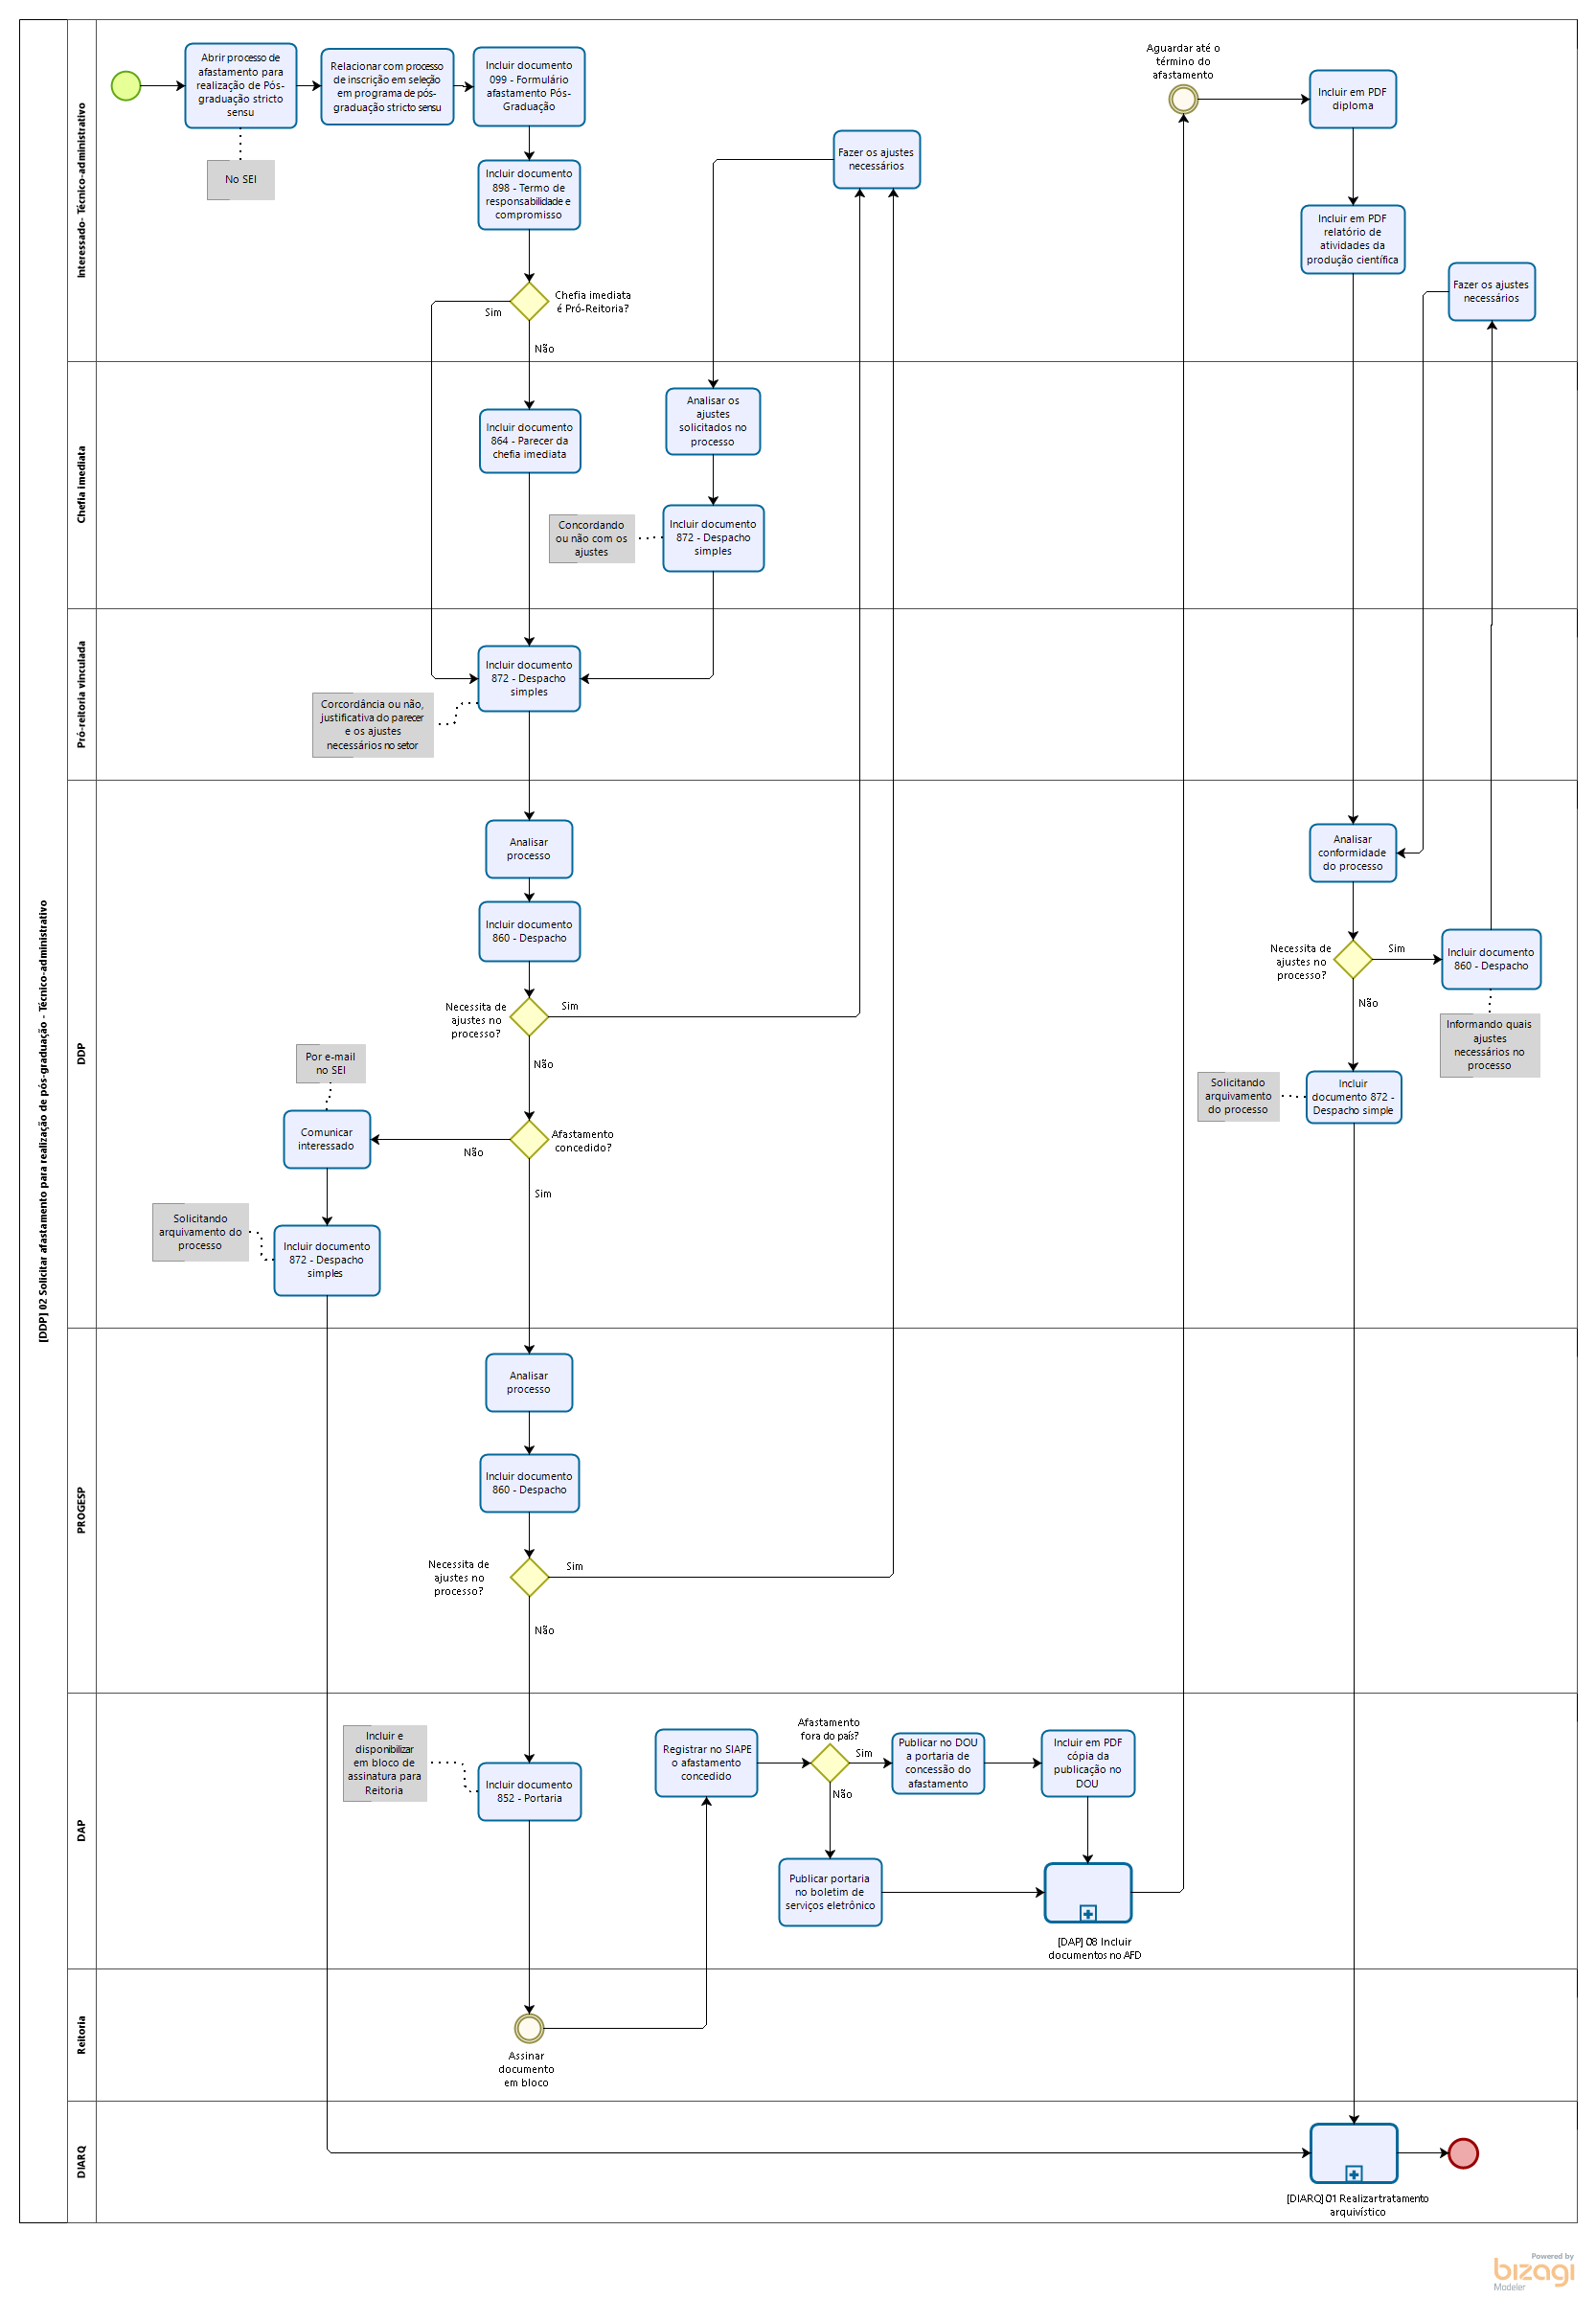 [DDP] 02 Solicitar afastamento para realização de pós-graduação - Técnico-administrativo
Interessado- Técnico-administrativo
Abrir processo de
afastamento para
realização de Pós-
graduação stricto
sensu
No SEI
Relacionar com processo
de inscrição em seleção
em programa de pós-
graduação stricto sensu
Incluir documento
099 - Formulário
afastamento Pós-
Graduação
Incluir documento
898 - Termo de
responsabilidade e
compromisso
Chefia imediata
é Pró-Reitoria?
Sim
Não
Fazer os ajustes
necessários
Aguardar até o
término do
afastamento
Incluir em PDF
diploma
Incluir em PDF
relatório de
atividades da
produção científica
Fazer os ajustes
necessários
Chefia imediata
Incluir documento
864 - Parecer da
chefia imediata
Analisar os
ajustes
solicitados no
processo
Concordando
ou não com os
ajustes
Incluir documento
872 - Despacho
simples
Pró-reitoria vinculada
Incluir documento
872 - Despacho
simples
Corcordância ou não,
justificativa do parecer
e os ajustes
necessários no setor
DDP
Analisar
processo
Incluir documento
860 - Despacho
Necessita de
ajustes no
processo?
Sim
Não
Afastamento
concedido?
Não
Sim
Por e-mail
no SEI
Comunicar
interessado
Solicitando
arquivamento do
processo
Incluir documento
872 - Despacho
simples
Analisar
conformidade
do processo
Necessita de
ajustes no
processo?
Sim
Não
Incluir documento
860 - Despacho
Informando quais
ajustes
necessários no
processo
Solicitando
arquivamento
do processo
Incluir
documento 872 -
Despacho simple
PROGESP
Analisar
processo
Incluir documento
860 - Despacho
Necessita de
ajustes no
processo?
Sim
Não
DAP
Incluir e
disponibilizar
em bloco de
assinatura para
Reitoria
Incluir documento
852 - Portaria
Registrar no SIAPE
o afastamento
concedido
Afastamento
fora do país?
Sim
Não
Publicar no DOU
a portaria de
concessão do
afastamento
Incluir em PDF
cópia da
publicação no
DOU
Publicar portaria
no boletim de
serviços eletrônico
[DAP] 08 Incluir
documentos no AFD
Reitoria
Assinar
documento
em bloco
DIARQ
[DIARQ] 01 Realizar tratamento
arquivístico
Powered by
bizagi
Modeler